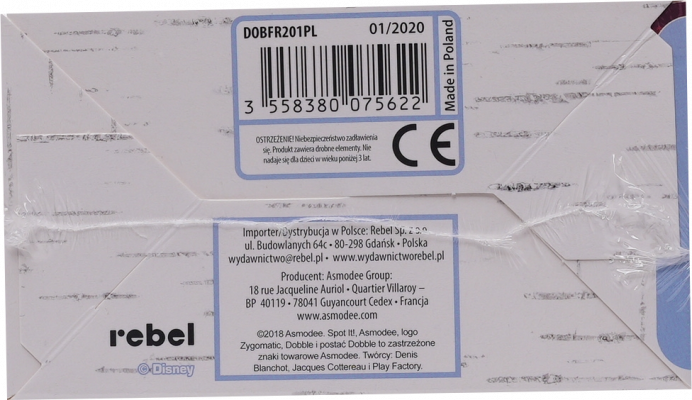 DOBFR201PL 01/2020
3 558380 075622
Made in Poland
OSTRZEŻENIE! Niebezpieczeństwo zadławienia
się. Produkt zawiera drobne elementy. Nie
nadaje się dla dzieci w wieku poniżej 3 lat.
CE
Importer/Dystrybucja w Polsce: Rebel Sp. z o.o.
ul. Budowlanych 64c • 80-298 Gdańsk • Polska
wydawnictwo@rebel.pl • www.wydawnictworebel.pl
Producent: Asmodee Group:
18 rue Jacqueline Auriol • Quartier Villaroy –
BP 40119 • 78041 Guyancourt Cedex • Francja
www.asmodee.com
©2018 Asmodee. Spot It!, Asmodee, logo
Zygomatic, Dobble i postać Dobble to zastrzeżone
znaki towarowe Asmodee. Twórcy: Denis
Blanchot, Jacques Cottereau i Play Factory.
rebel
© Disney